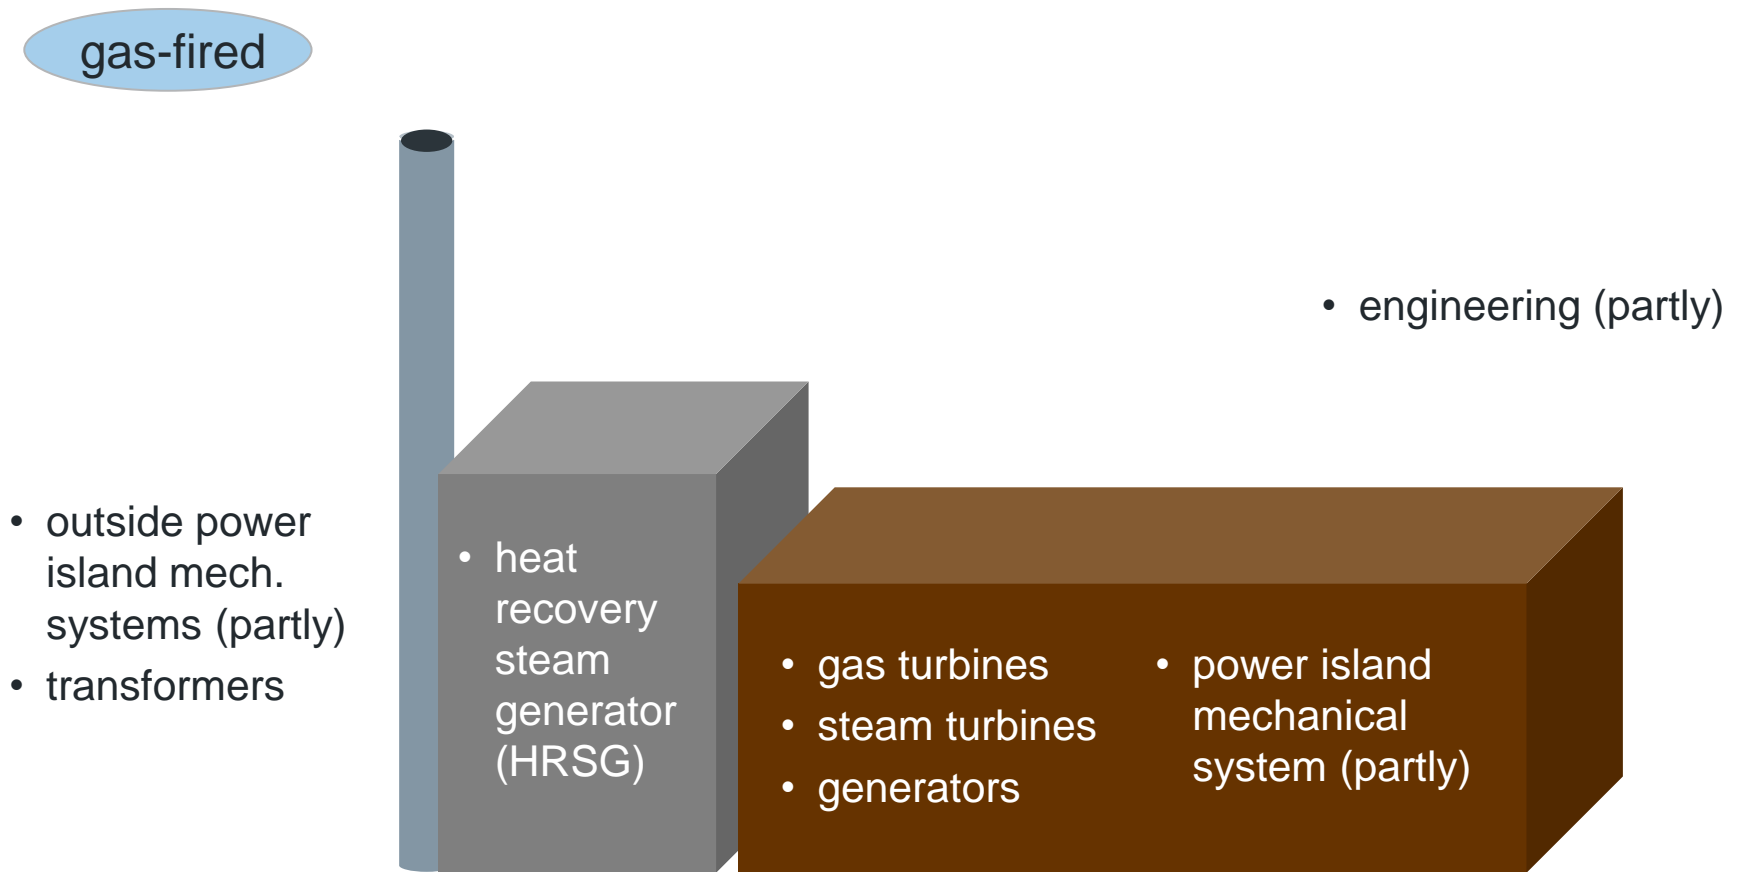 gas-fired
• engineering (partly)
• outside power
island mech.
systems (partly)
• transformers
• heat
recovery
steam
generator
(HRSG)
• gas turbines
• steam turbines
• generators
• power island
mechanical
system (partly)